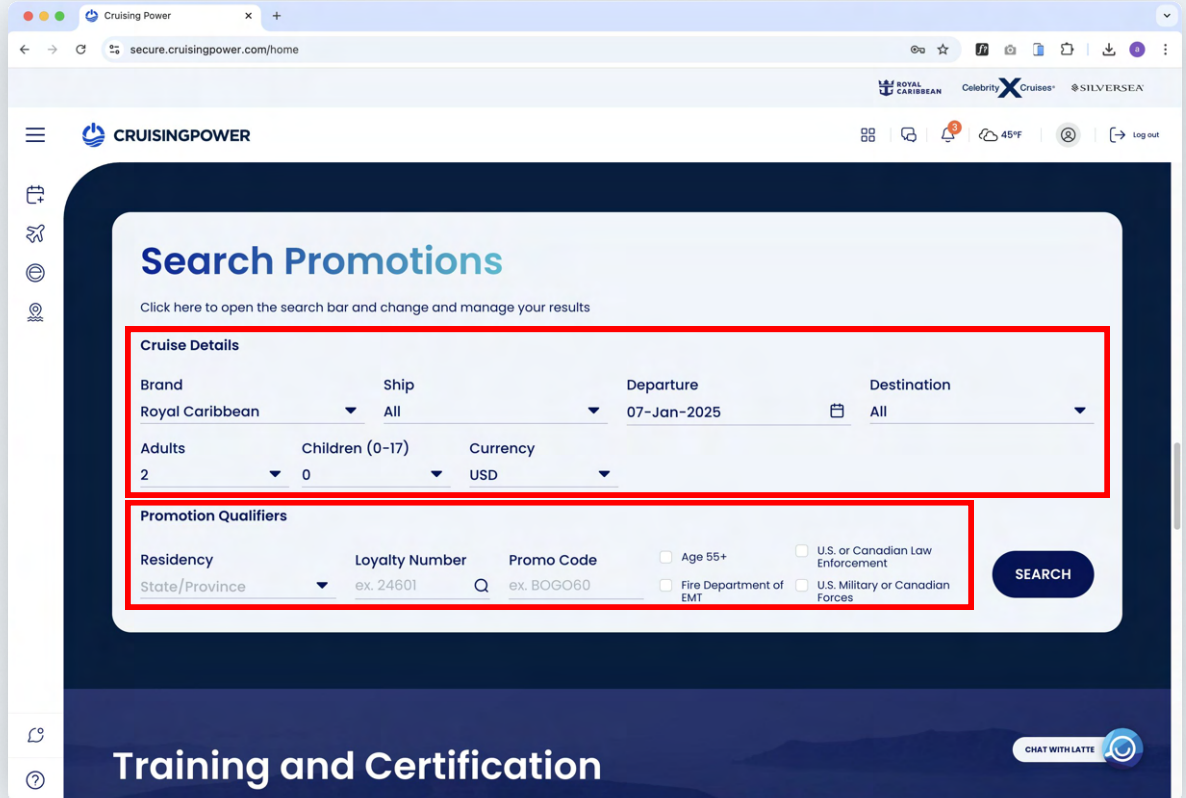 Cruising Power
secure.cruisingpower.com/home
a
ROYAL
CARIBBEAN
Celebrity X Cruises
SILVERSEA
CRUISINGPOWER
3
45°F
Log out
Search Promotions
Click here to open the search bar and change and manage your results
Cruise Details
Brand Ship Departure Destination
Royal Caribbean All 07-Jan-2025 All
Adults Children (0-17) Currency
2 0 USD
Promotion Qualifiers
Residency Loyalty Number Promo Code
State/Province ex. 24601 ex. BOGO60
Age 55+
U.S. or Canadian Law
Enforcement
Fire Department of
EMT
U.S. Military or Canadian
Forces
SEARCH
Training and Certification
CHAT WITH LATTE